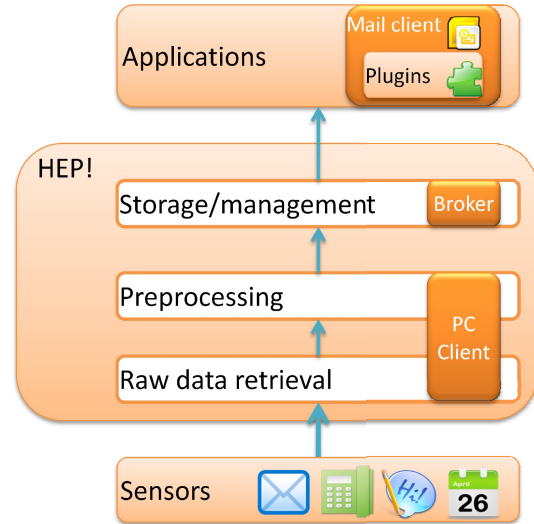 Mail client
Applications
Plugins
HEP!
Storage/management
Broker
Preprocessing
PC
Client
Raw data retrieval
Sensors
Hi!
April
26